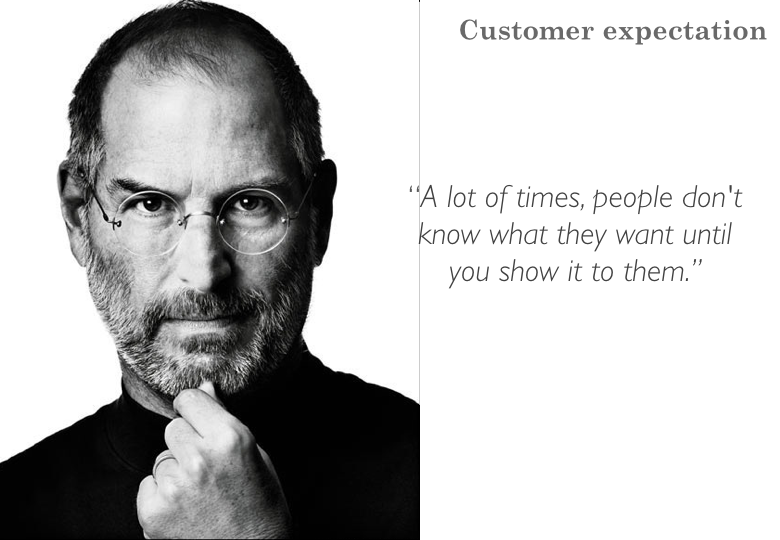 Customer expectation
“A lot of times, people don't
know what they want until
you show it to them.”